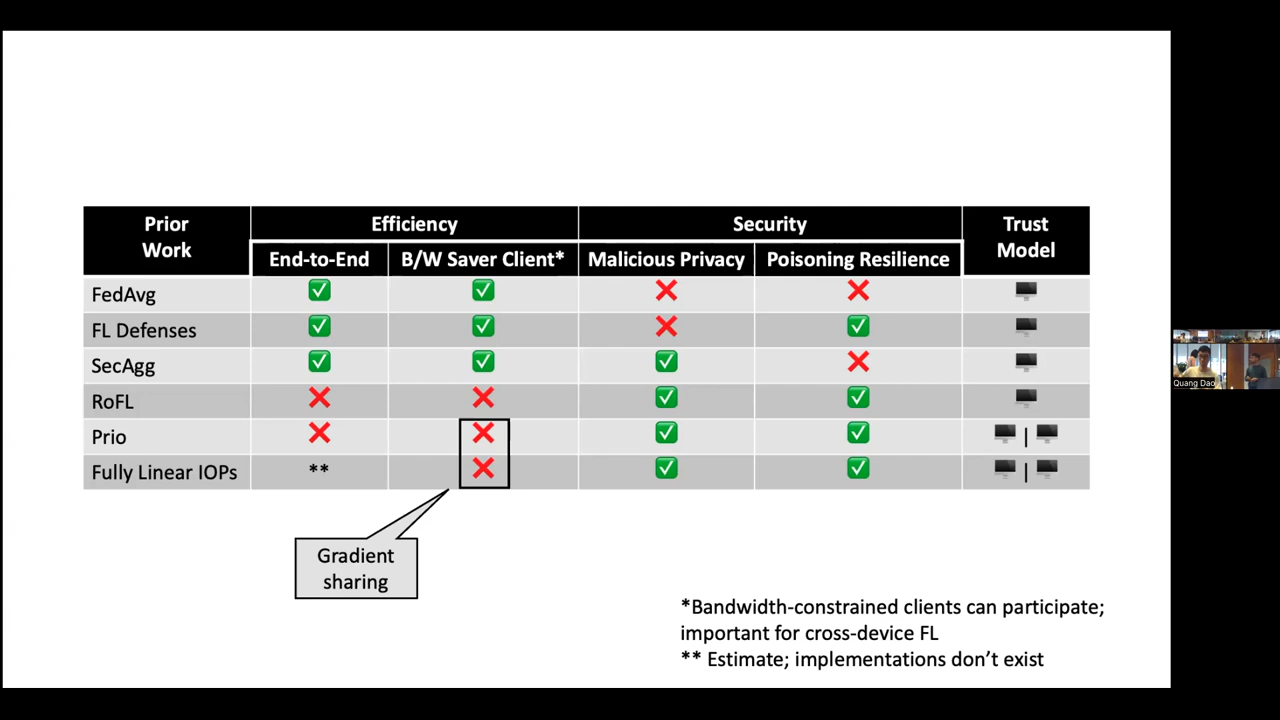 Prior Work
Efficiency
Security
Trust Model
End-to-End
B/W Saver Client*
Malicious Privacy
Poisoning Resilience
FedAvg
✅ ✅ ❌ ❌
FL Defenses
✅ ✅ ❌ ✅
SecAgg
✅ ✅ ✅ ❌
RoFL
❌ ❌ ✅ ✅
Prio
❌ ❌ ✅ ✅ |
Fully Linear IOPs
** ❌ ✅ ✅ |
Gradient
sharing
*Bandwidth-constrained clients can participate;
important for cross-device FL
** Estimate; implementations don’t exist
Quang Dao